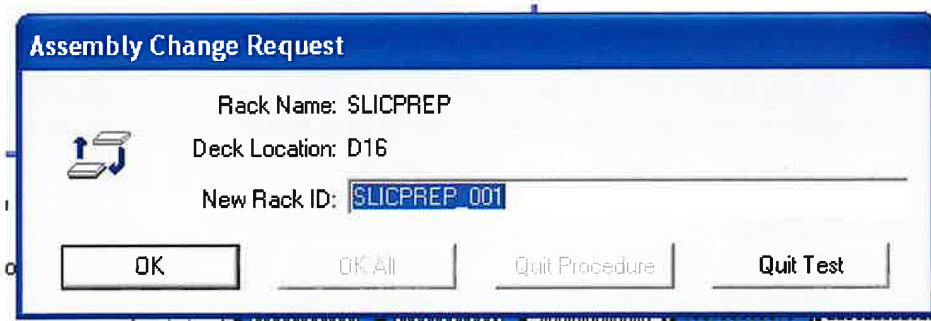 Assembly Change Request
Rack Name: SLICPREP
Deck Location: D16
New Rack ID: SLICPREP_001
OK OK All Quit Procedure Quit Test